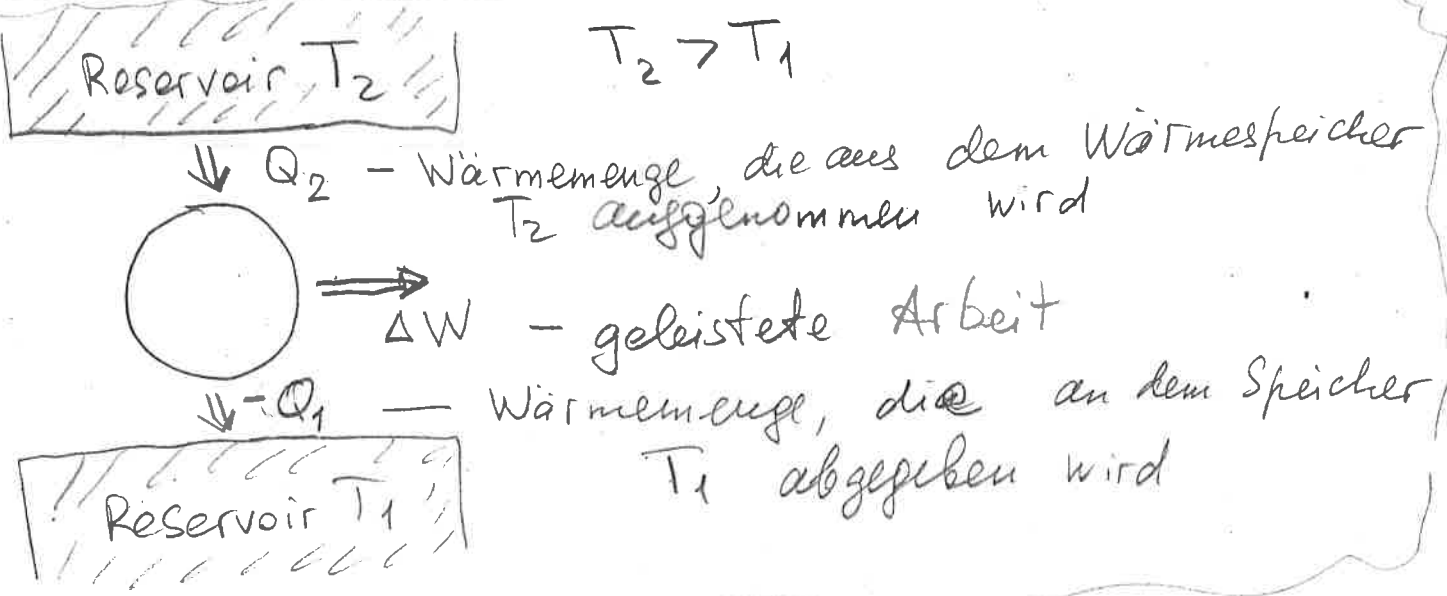 Reservoir T₂
T₂ > T₁
Q₂ – Wärmemenge, die aus dem Wärmespeicher
T₂ aufgenommen wird
ΔW – geleistete Arbeit
-Q₁ — Wärmemenge, die an dem Speicher
T₁ abgegeben wird
Reservoir T₁